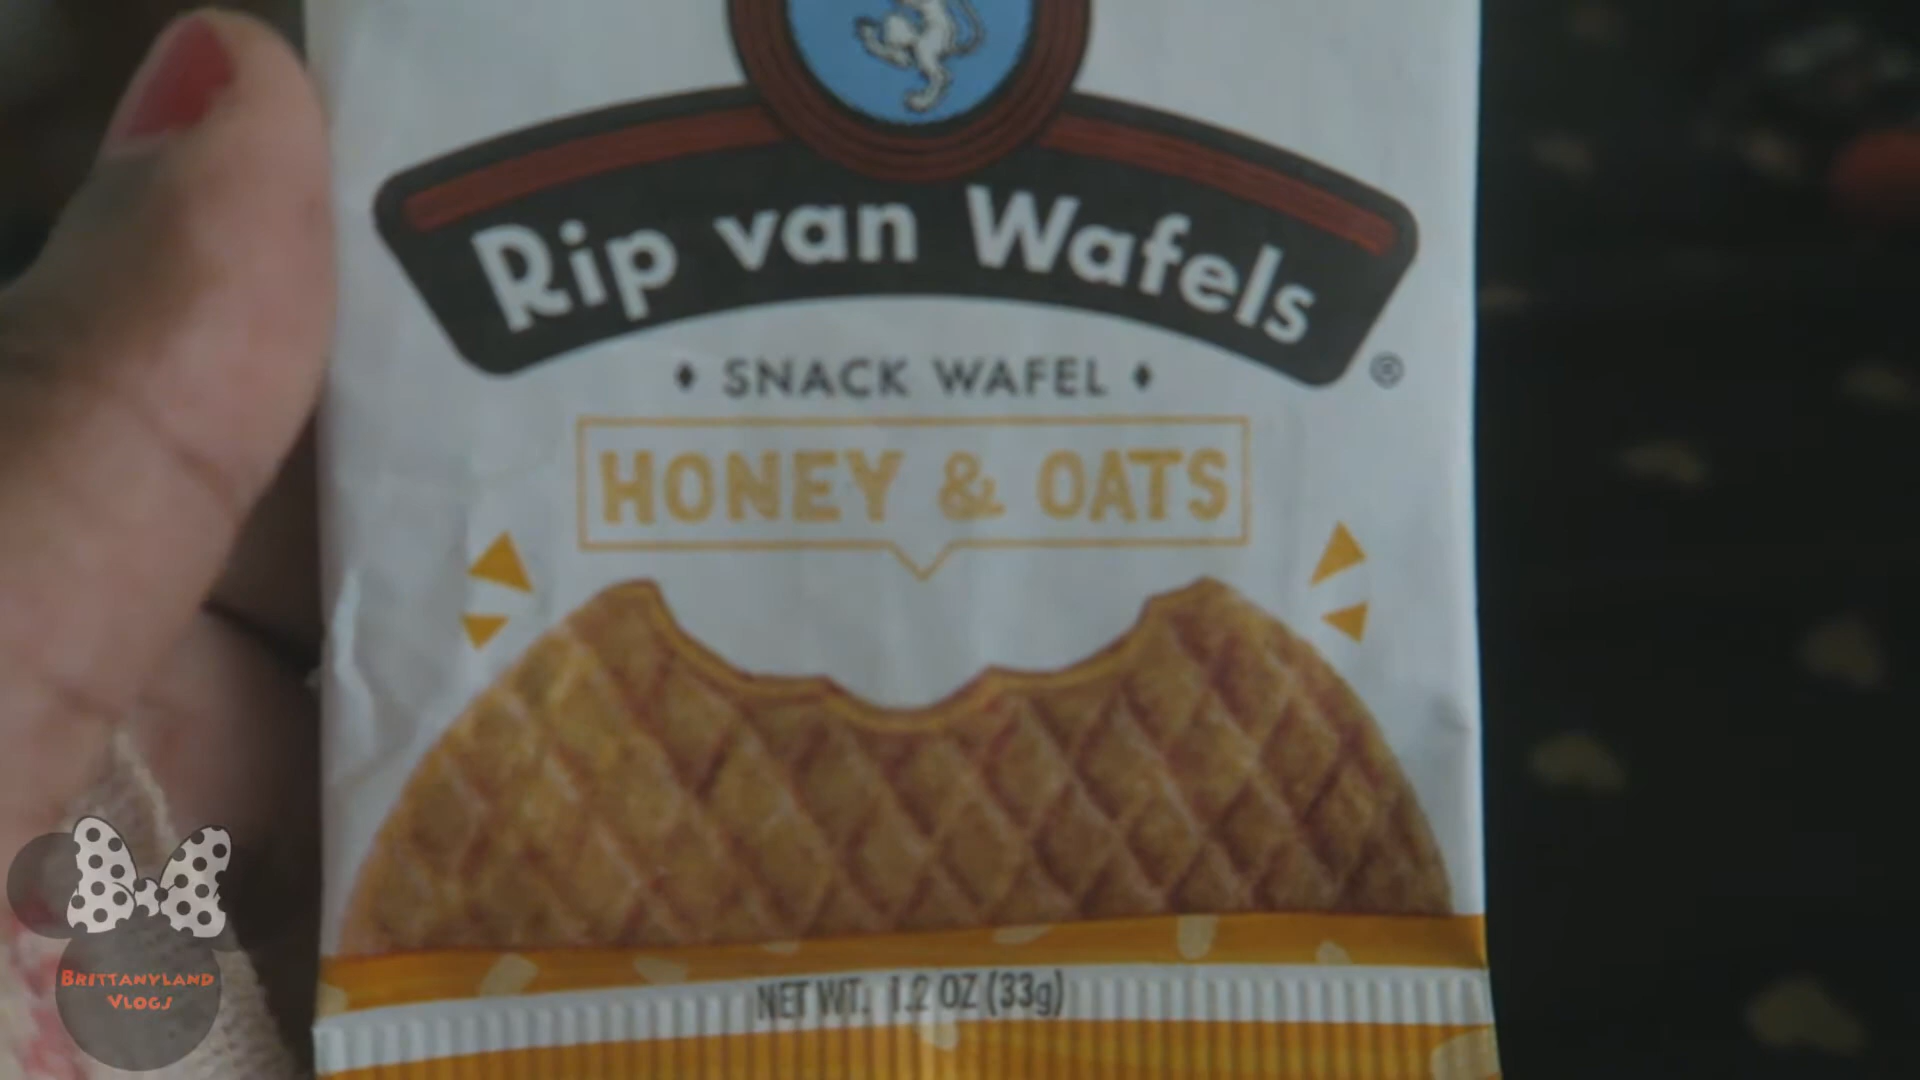 Rip van Wafels
®
♦ SNACK WAFEL ♦
HONEY & OATS
NET WT. 1.2 OZ (33g)
BRITTANYLAND
VLOGS